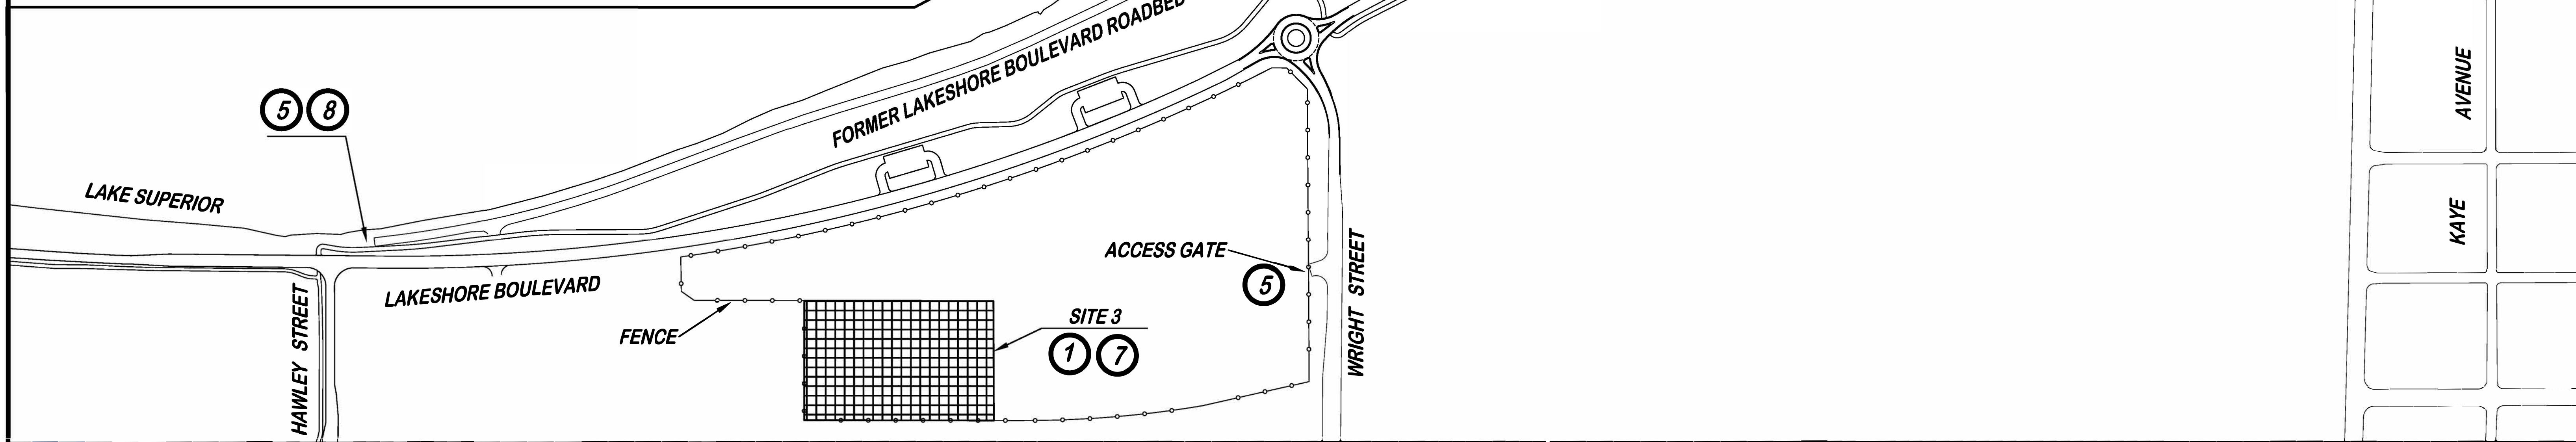 FORMER LAKESHORE BOULEVARD ROADBED
AVENUE
5 8
LAKE SUPERIOR
KAYE
ACCESS GATE
5
WRIGHT STREET
LAKESHORE BOULEVARD
HAWLEY STREET
FENCE
SITE 3
1 7